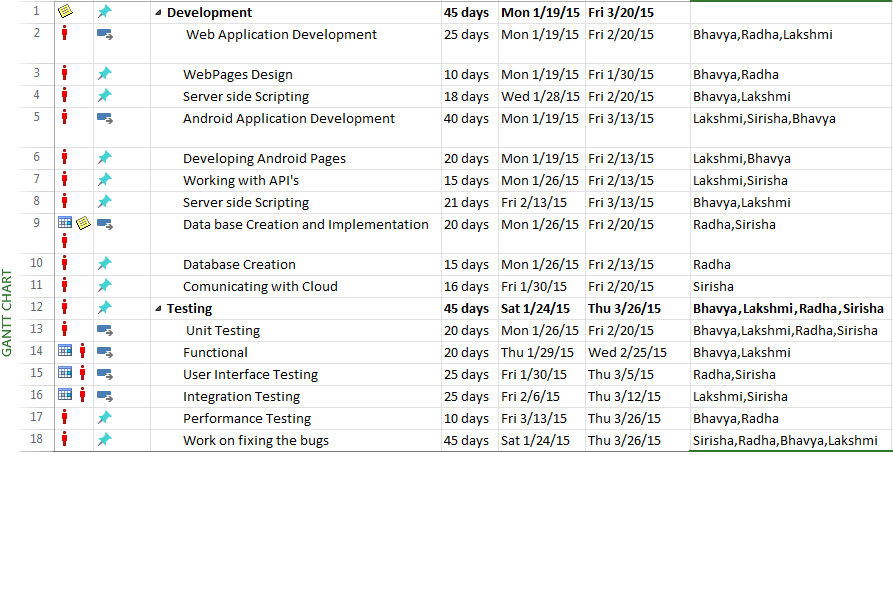 1 Development 45 days Mon 1/19/15 Fri 3/20/15
2 Web Application Development 25 days Mon 1/19/15 Fri 2/20/15 Bhavya,Radha,Lakshmi
3 WebPages Design 10 days Mon 1/19/15 Fri 1/30/15 Bhavya,Radha
4 Server side Scripting 18 days Wed 1/28/15 Fri 2/20/15 Bhavya,Lakshmi
5 Android Application Development 40 days Mon 1/19/15 Fri 3/13/15 Lakshmi,Sirisha,Bhavya
6 Developing Android Pages 20 days Mon 1/19/15 Fri 2/13/15 Lakshmi,Bhavya
7 Working with API's 15 days Mon 1/26/15 Fri 2/13/15 Lakshmi,Sirisha
8 Server side Scripting 21 days Fri 2/13/15 Fri 3/13/15 Bhavya,Lakshmi
9 Data base Creation and Implementation 20 days Mon 1/26/15 Fri 2/20/15 Radha,Sirisha
10 Database Creation 15 days Mon 1/26/15 Fri 2/13/15 Radha
11 Comunicating with Cloud 16 days Fri 1/30/15 Fri 2/20/15 Sirisha
12 Testing 45 days Sat 1/24/15 Thu 3/26/15 Bhavya,Lakshmi,Radha,Sirisha
13 Unit Testing 20 days Mon 1/26/15 Fri 2/20/15 Bhavya,Lakshmi,Radha,Sirisha
14 Functional 20 days Thu 1/29/15 Wed 2/25/15 Bhavya,Lakshmi
15 User Interface Testing 25 days Fri 1/30/15 Thu 3/5/15 Radha,Sirisha
16 Integration Testing 25 days Fri 2/6/15 Thu 3/12/15 Lakshmi,Sirisha
17 Performance Testing 10 days Fri 3/13/15 Thu 3/26/15 Bhavya,Radha
18 Work on fixing the bugs 45 days Sat 1/24/15 Thu 3/26/15 Sirisha,Radha,Bhavya,Lakshmi
GANTT CHART